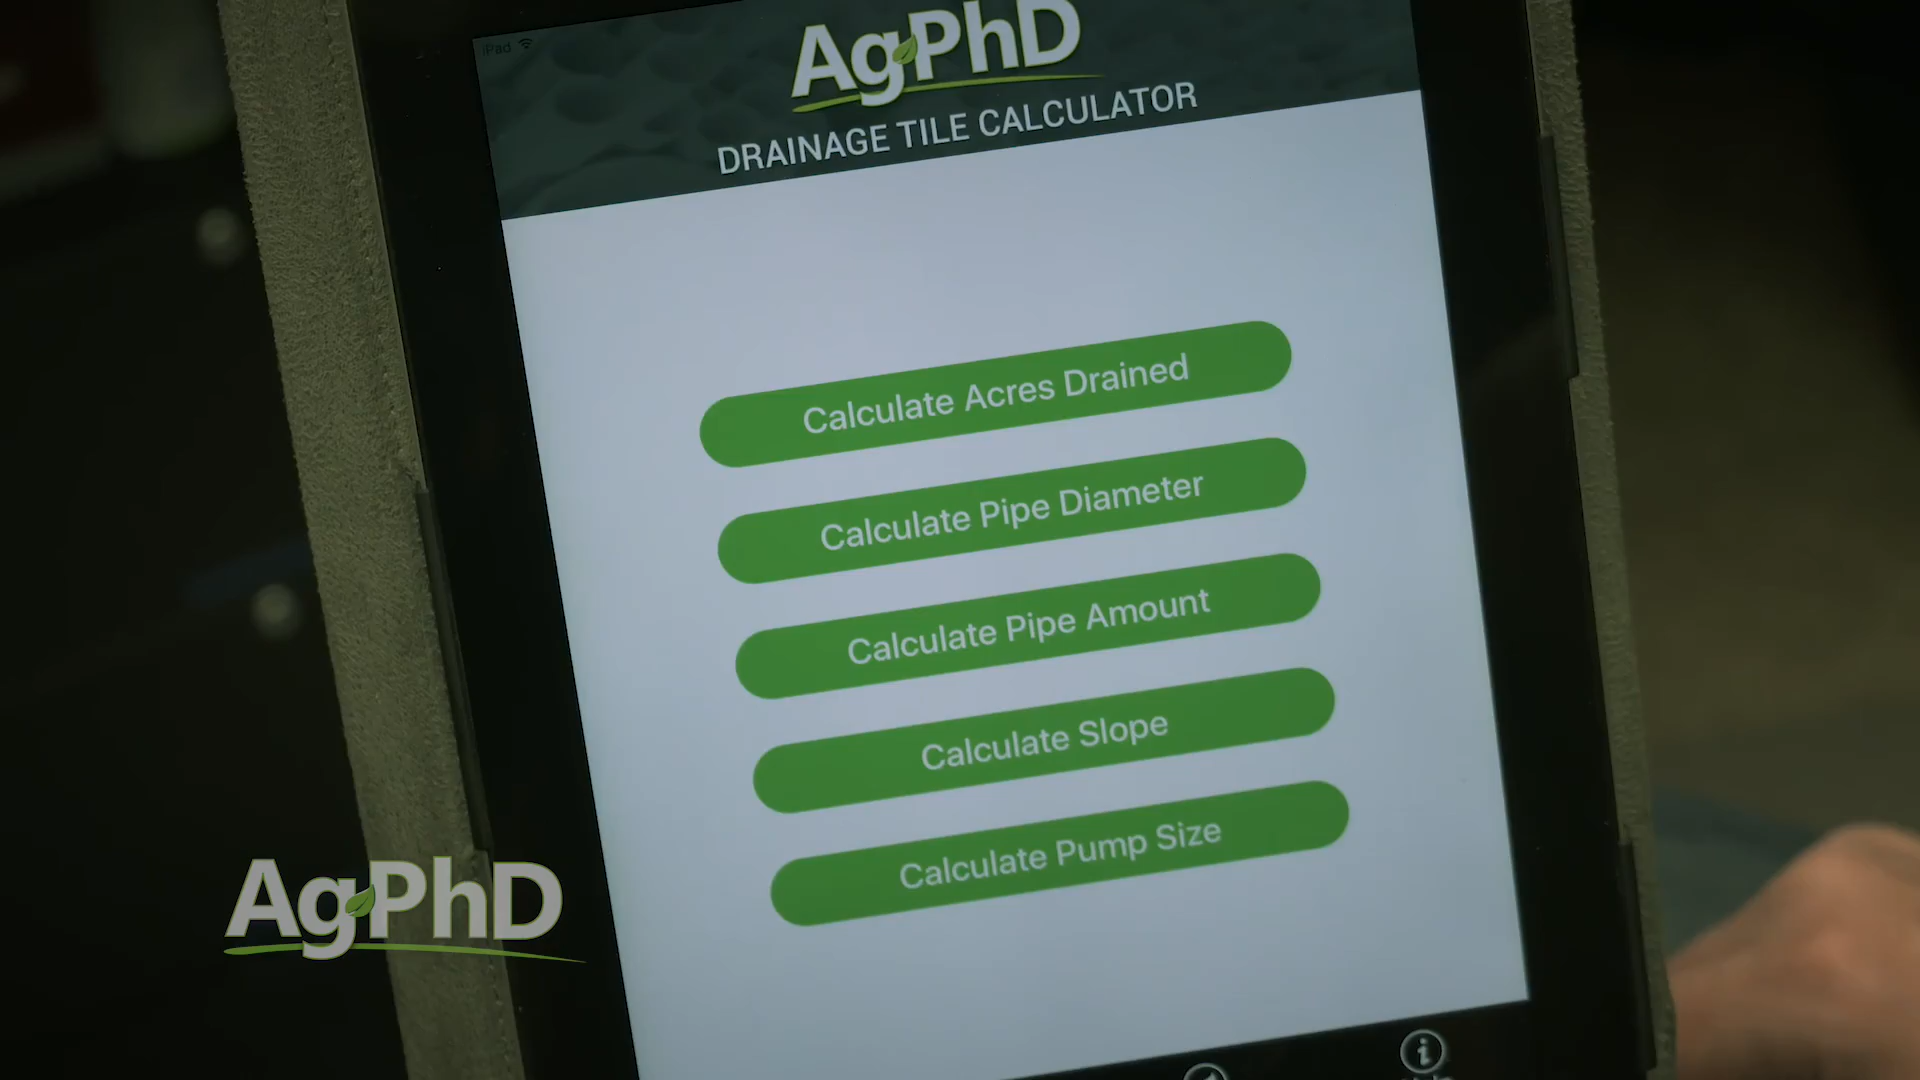 iPad
AgPhD
DRAINAGE TILE CALCULATOR
Calculate Acres Drained
Calculate Pipe Diameter
Calculate Pipe Amount
Calculate Slope
Calculate Pump Size
AgPhD